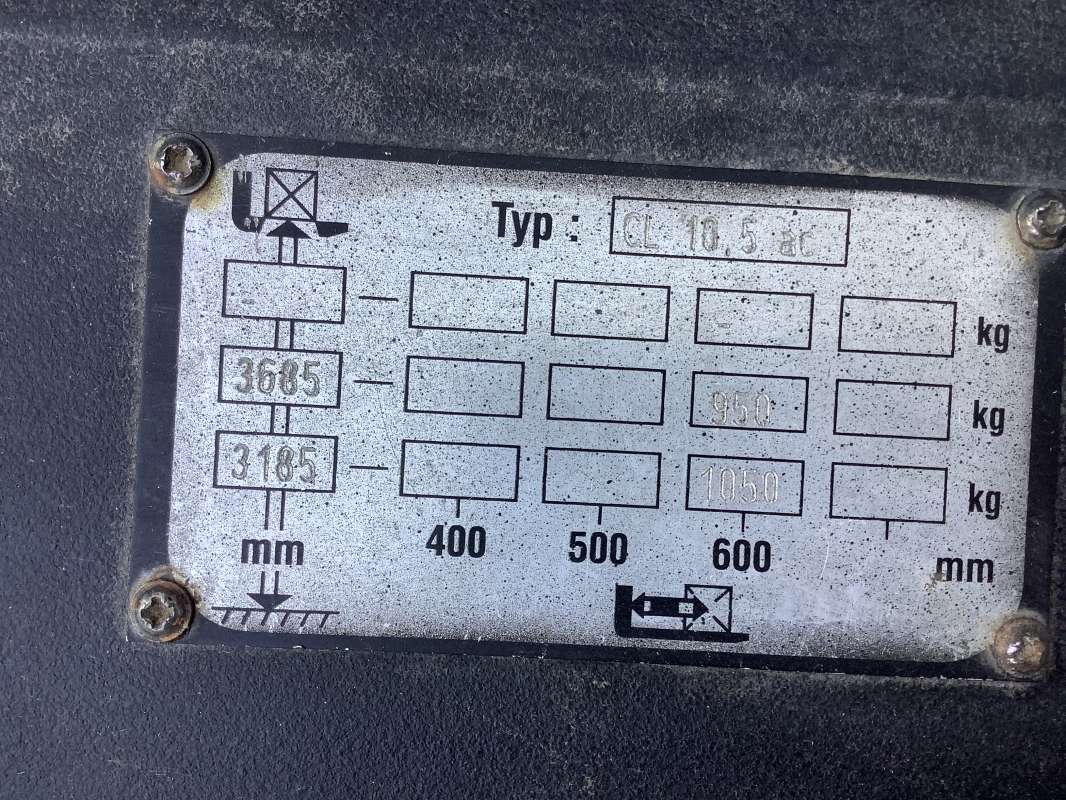 Typ : CL 10,5 ac
kg
3685 950 kg
3185 1050 kg
mm 400 500 600 mm